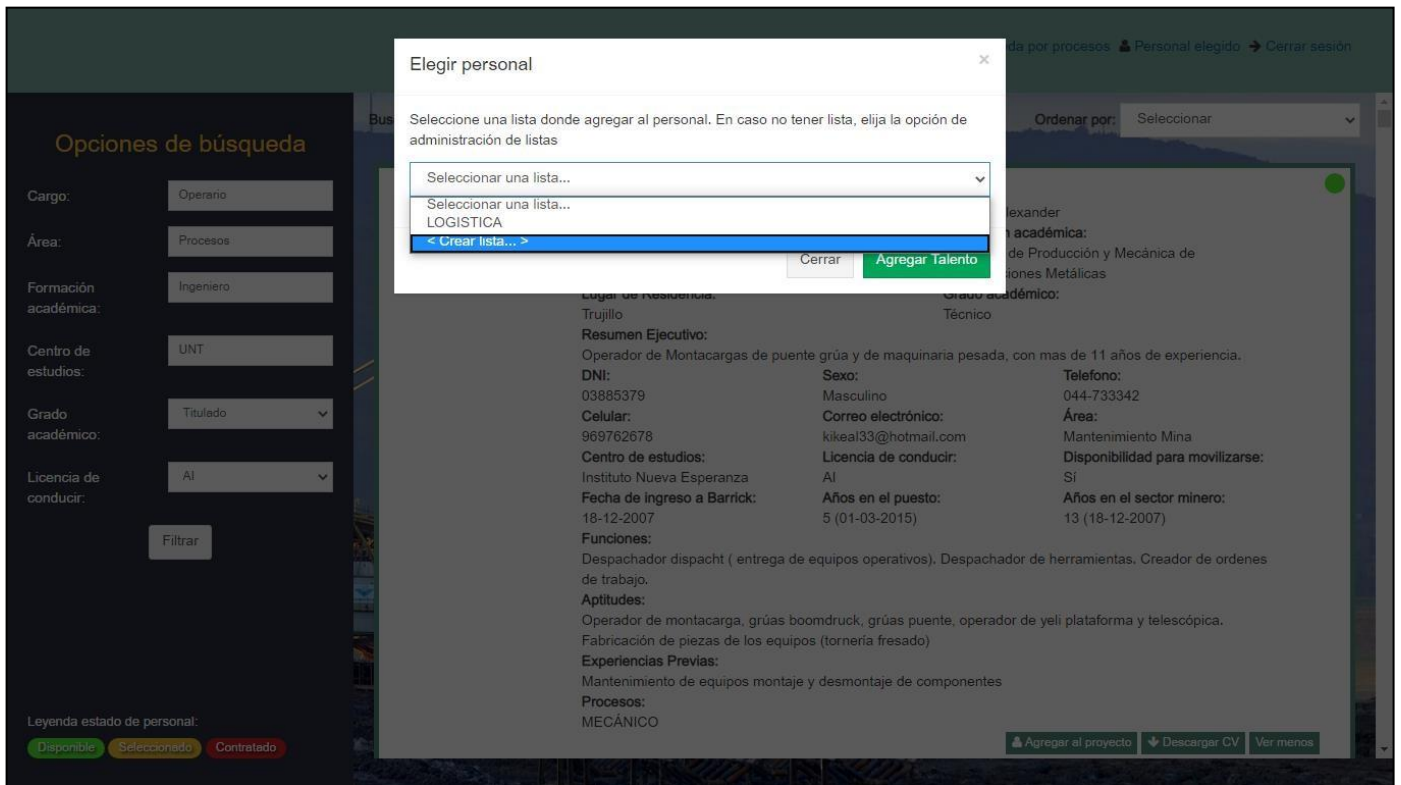 da por procesos Personal elegido Cerrar sesión
Elegir personal ×
Seleccione una lista donde agregar al personal. En caso no tener lista, elija la opción de
administración de listas
Seleccionar una lista...
Seleccionar una lista...
LOGISTICA
< Crear lista... >
Cerrar Agregar Talento
Bus
Ordenar por: Seleccionar
Opciones de búsqueda
Cargo: Operario
Área: Procesos
Formación
académica:
Ingeniero
Centro de
estudios:
UNT
Grado
académico:
Titulado
Licencia de
conducir:
AI
Filtrar
Leyenda estado de personal:
Disponible Seleccionado Contratado
lexander
académica:
de Producción y Mecánica de
iones Metálicas
Lugar de Residencia: Grado académico:
Trujillo Técnico
Resumen Ejecutivo:
Operador de Montacargas de puente grúa y de maquinaria pesada, con mas de 11 años de experiencia.
DNI: Sexo: Telefono:
03885379 Masculino 044-733342
Celular: Correo electrónico: Área:
969762678 kikeal33@hotmail.com Mantenimiento Mina
Centro de estudios: Licencia de conducir: Disponibilidad para movilizarse:
Instituto Nueva Esperanza AI Sí
Fecha de ingreso a Barrick: Años en el puesto: Años en el sector minero:
18-12-2007 5 (01-03-2015) 13 (18-12-2007)
Funciones:
Despachador dispacht ( entrega de equipos operativos). Despachador de herramientas. Creador de ordenes
de trabajo.
Aptitudes:
Operador de montacarga, grúas boomdruck, grúas puente, operador de yeli plataforma y telescópica.
Fabricación de piezas de los equipos (tornería fresado)
Experiencias Previas:
Mantenimiento de equipos montaje y desmontaje de componentes
Procesos:
MECÁNICO
Agregar al proyecto Descargar CV Ver menos